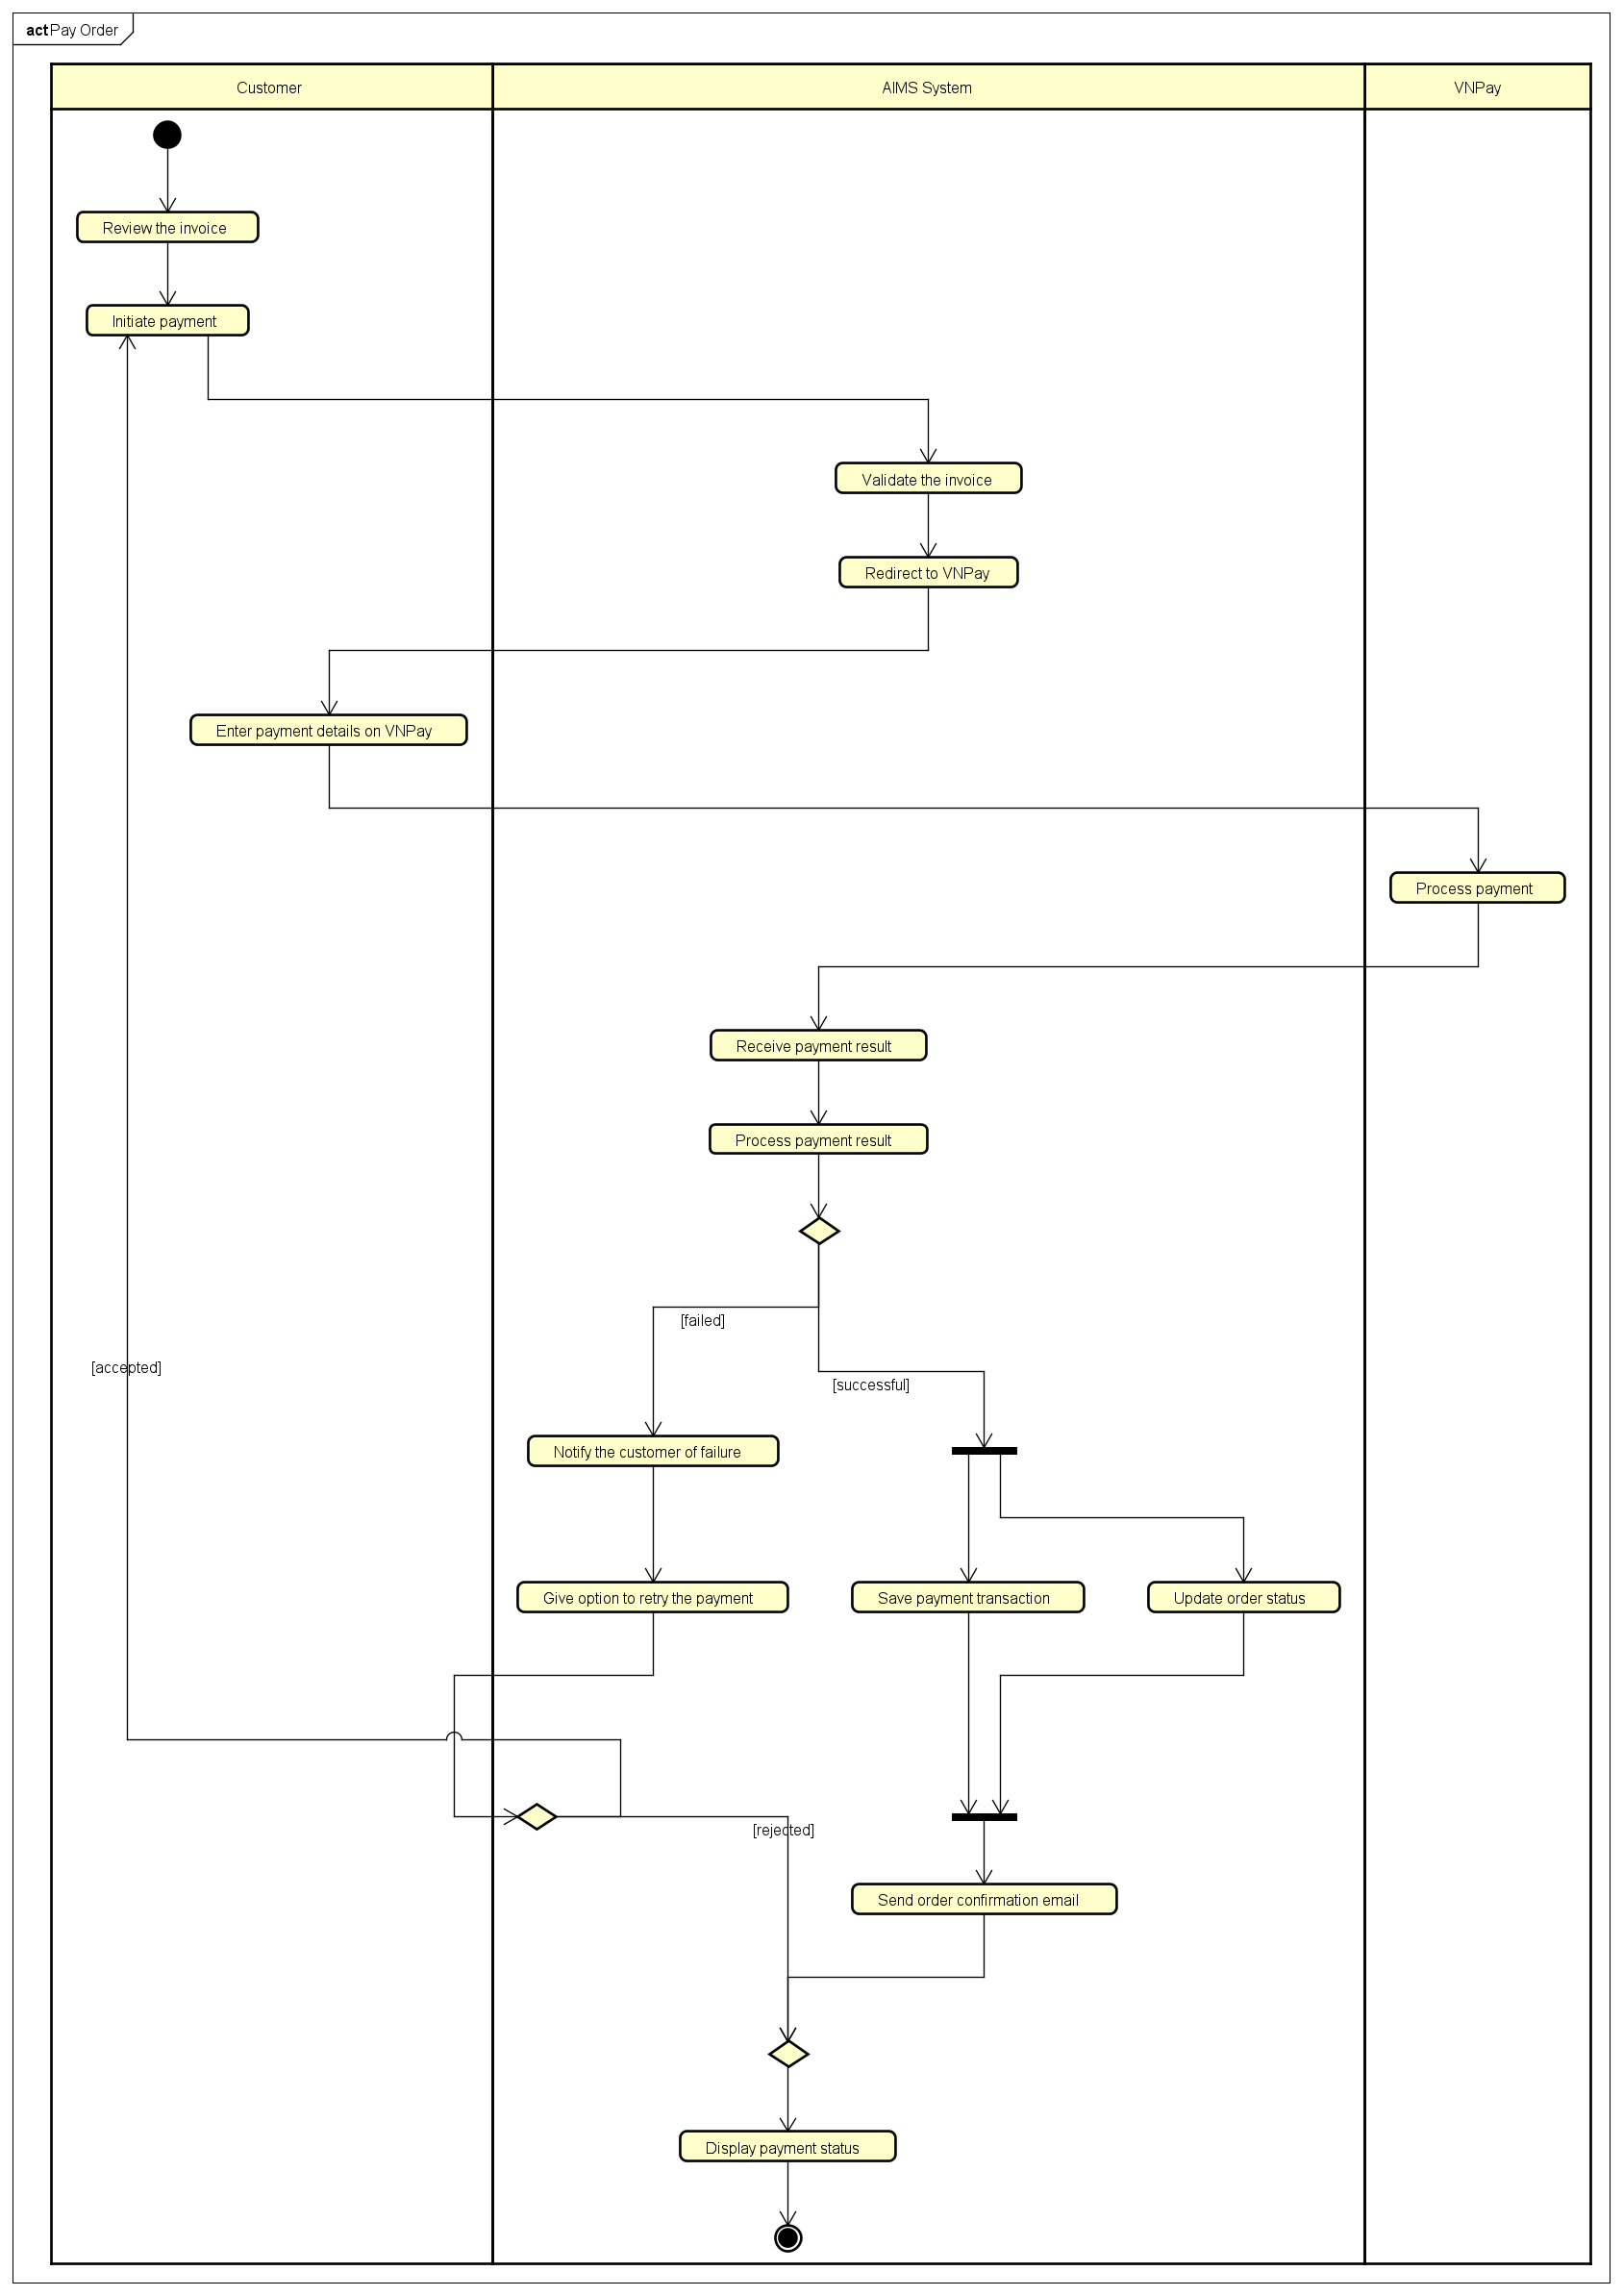 act Pay Order
Customer
AIMS System
VNPay
Review the invoice
Initiate payment
Validate the invoice
Redirect to VNPay
Enter payment details on VNPay
Process payment
Receive payment result
Process payment result
[failed]
[accepted]
[successful]
Notify the customer of failure
Give option to retry the payment
Save payment transaction
Update order status
[rejected]
Send order confirmation email
Display payment status